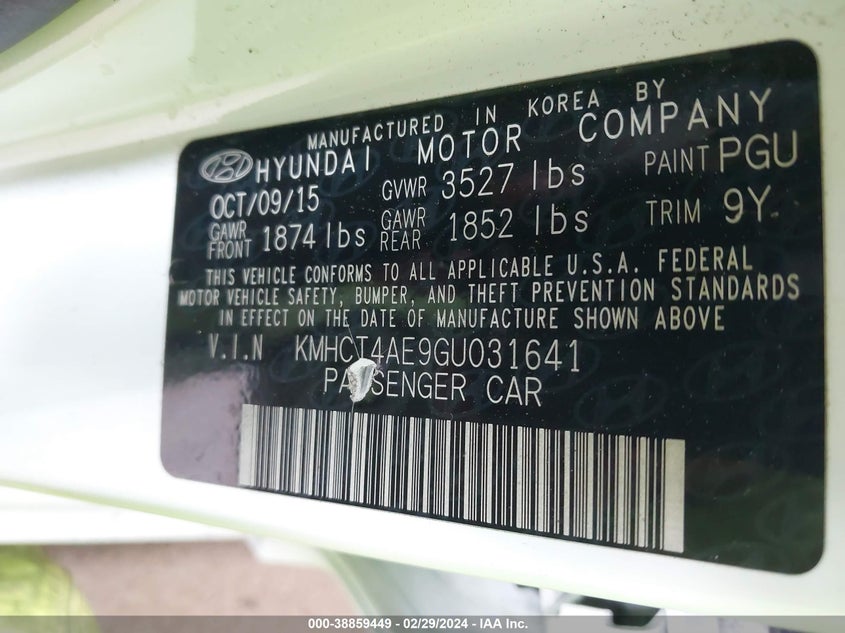 MANUFACTURED IN KOREA BY
HYUNDAI MOTOR COMPANY
OCT/09/15 GVWR 3527 lbs PAINT PGU
GAWR FRONT 1874 lbs GAWR REAR 1852 lbs TRIM 9Y
THIS VEHICLE CONFORMS TO ALL APPLICABLE U.S.A. FEDERAL
MOTOR VEHICLE SAFETY, BUMPER, AND THEFT PREVENTION STANDARDS
IN EFFECT ON THE DATE OF MANUFACTURE SHOWN ABOVE
V.I.N KMHCT4AE9GU031641
PASSENGER CAR
000-38859449 - 02/29/2024 - IAA Inc.